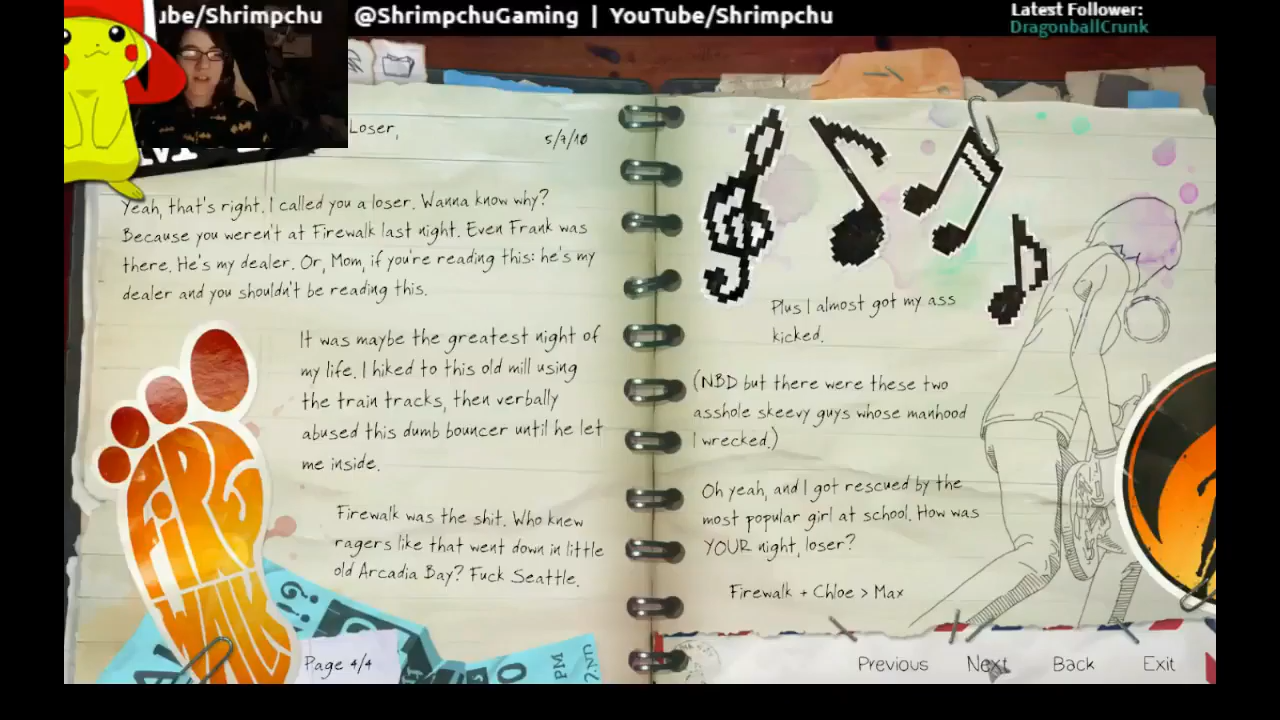 ube/Shrimpchu
@ShrimpchuGaming | YouTube/Shrimpchu
Latest Follower:
DragonballCrunk
Loser,
5/7/10
Yeah, that's right. I called you a loser. Wanna know why?
Because you weren't at Firewalk last night. Even Frank was
there. He's my dealer. Or, Mom, if you're reading this: he's my
dealer and you shouldn't be reading this.
It was maybe the greatest night of
my life. I hiked to this old mill using
the train tracks, then verbally
abused this dumb bouncer until he let
me inside.
Firewalk was the shit. Who knew
ragers like that went down in little
old Arcadia Bay? Fuck Seattle.
FIRE
WALK
Page 4/4
PM
Plus I almost got my ass
kicked.
(NBD but there were these two
asshole skeevy guys whose manhood
I wrecked.)
Oh yeah, and I got rescued by the
most popular girl at school. How was
YOUR night, loser?
Firewalk + Chloe > Max
Previous
Next
Back
Exit